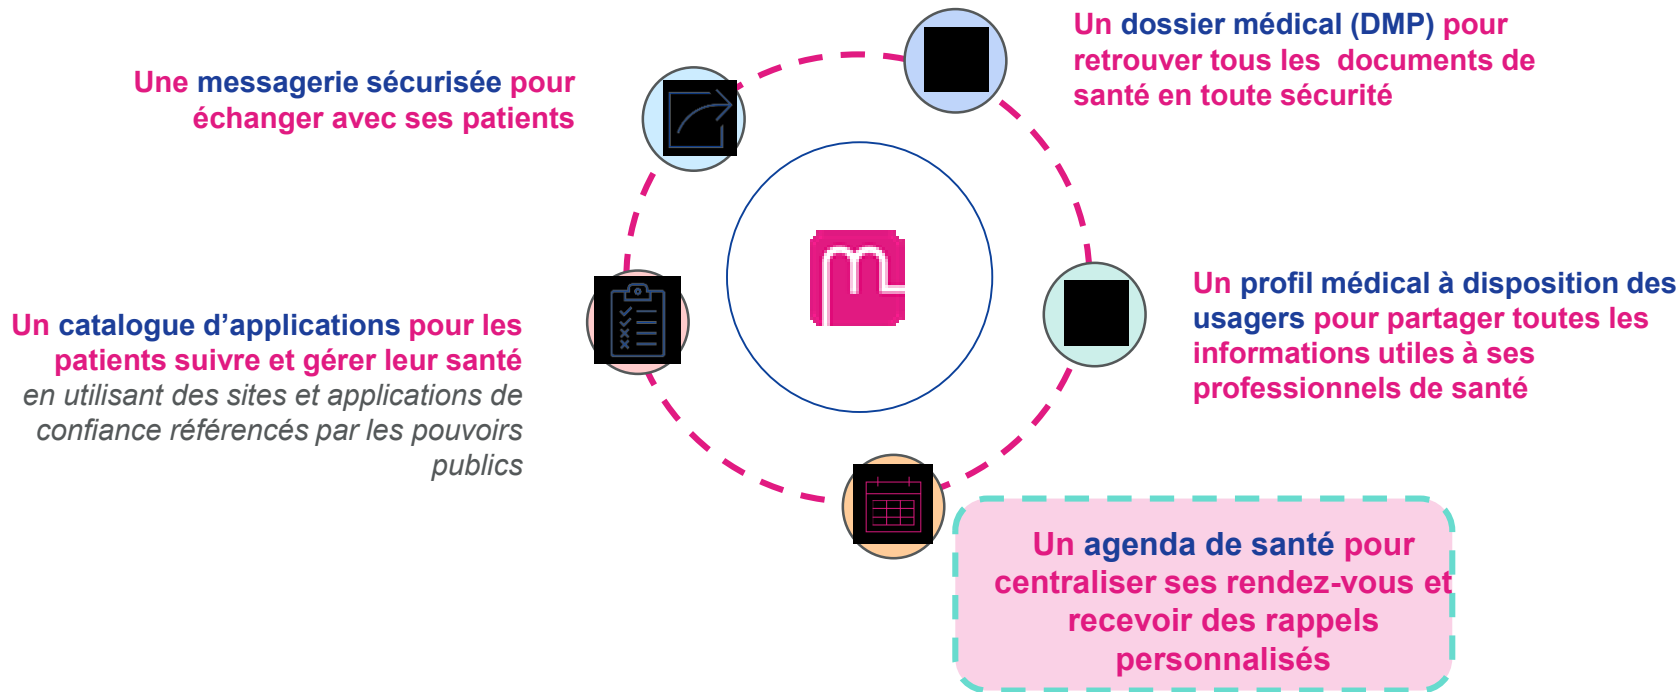 Une messagerie sécurisée pour
échanger avec ses patients
Un dossier médical (DMP) pour
retrouver tous les documents de
santé en toute sécurité
Un profil médical à disposition des
usagers pour partager toutes les
informations utiles à ses
professionnels de santé
Un catalogue d’applications pour les
patients suivre et gérer leur santé
en utilisant des sites et applications de
confiance référencés par les pouvoirs
publics
Un agenda de santé pour
centraliser ses rendez-vous et
recevoir des rappels
personnalisés